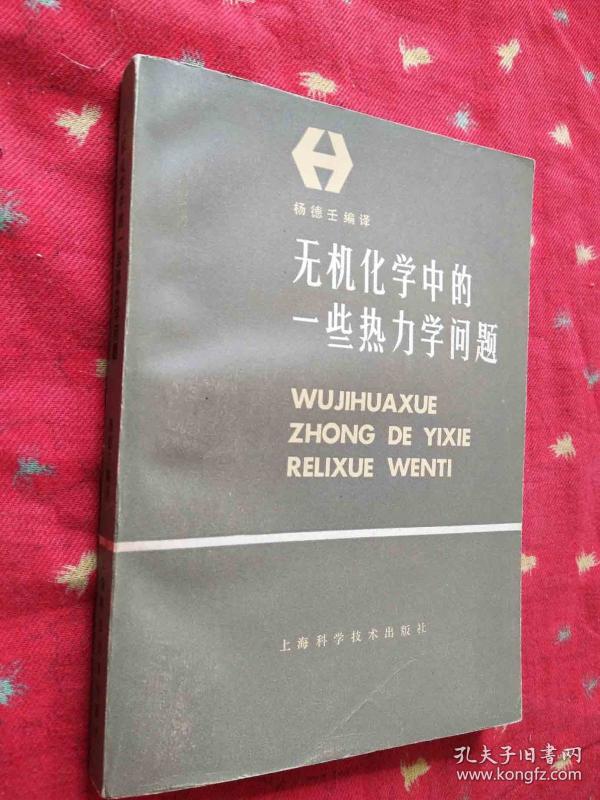 杨德壬编译
无机化学中的
一些热力学问题
WUJIHUAXUE
ZHONG DE YIXIE
RELIXUE WENTI
上海科学技术出版社
孔夫子旧书网
www.kongfz.com